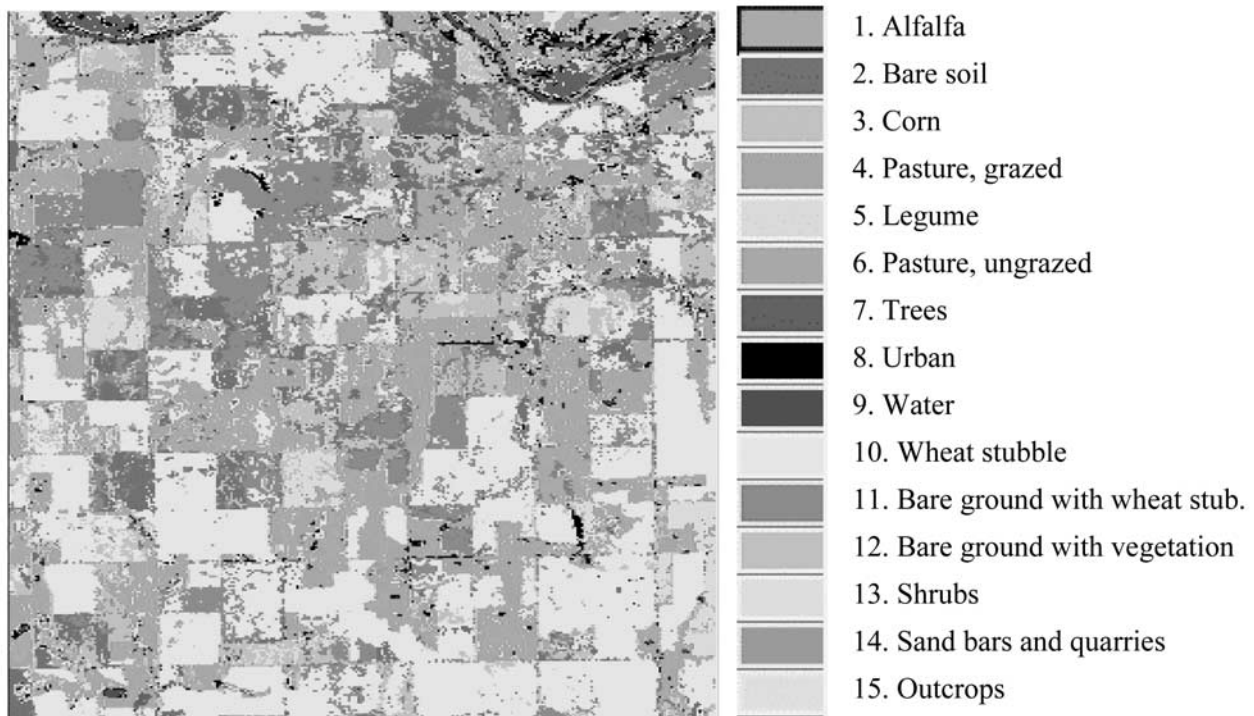 1. Alfalfa
2. Bare soil
3. Corn
4. Pasture, grazed
5. Legume
6. Pasture, ungrazed
7. Trees
8. Urban
9. Water
10. Wheat stubble
11. Bare ground with wheat stub.
12. Bare ground with vegetation
13. Shrubs
14. Sand bars and quarries
15. Outcrops